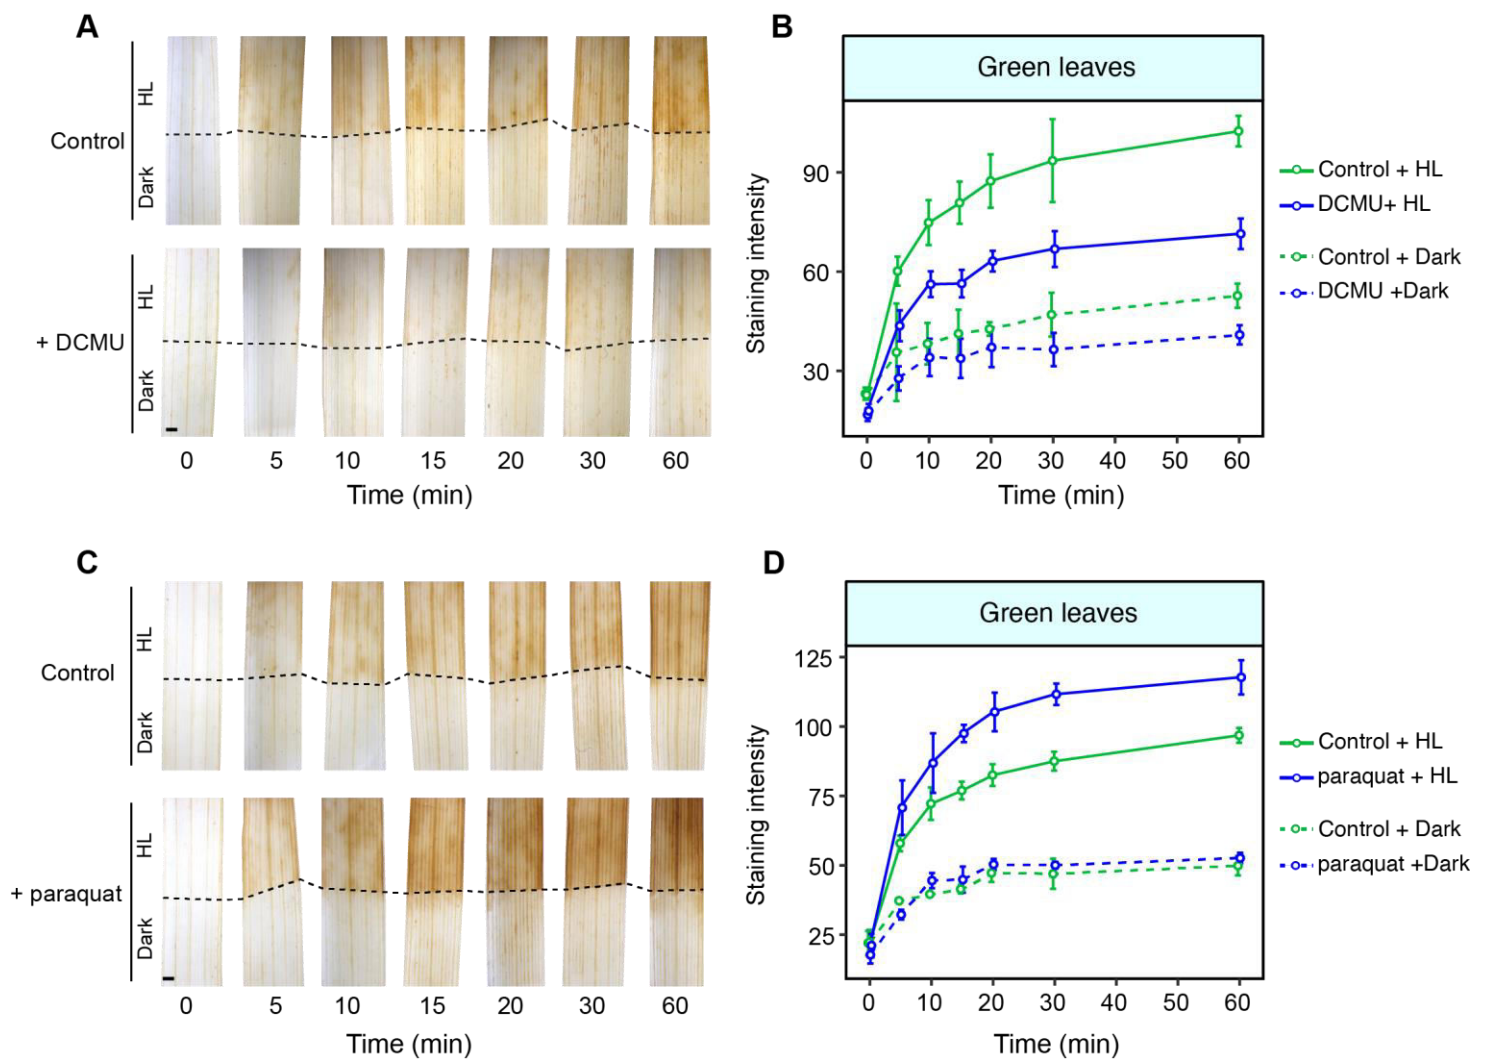 A
Control
HL
Dark
+ DCMU
HL
Dark
0 5 10 15 20 30 60
Time (min)
B
Green leaves
Staining intensity
90
60
30
0 10 20 30 40 50 60
Time (min)
Control + HL
DCMU+ HL
Control + Dark
DCMU +Dark
C
Control
HL
Dark
+ paraquat
HL
Dark
0 5 10 15 20 30 60
Time (min)
D
Green leaves
Staining intensity
125
100
75
50
25
0 10 20 30 40 50 60
Time (min)
Control + HL
paraquat + HL
Control + Dark
paraquat +Dark